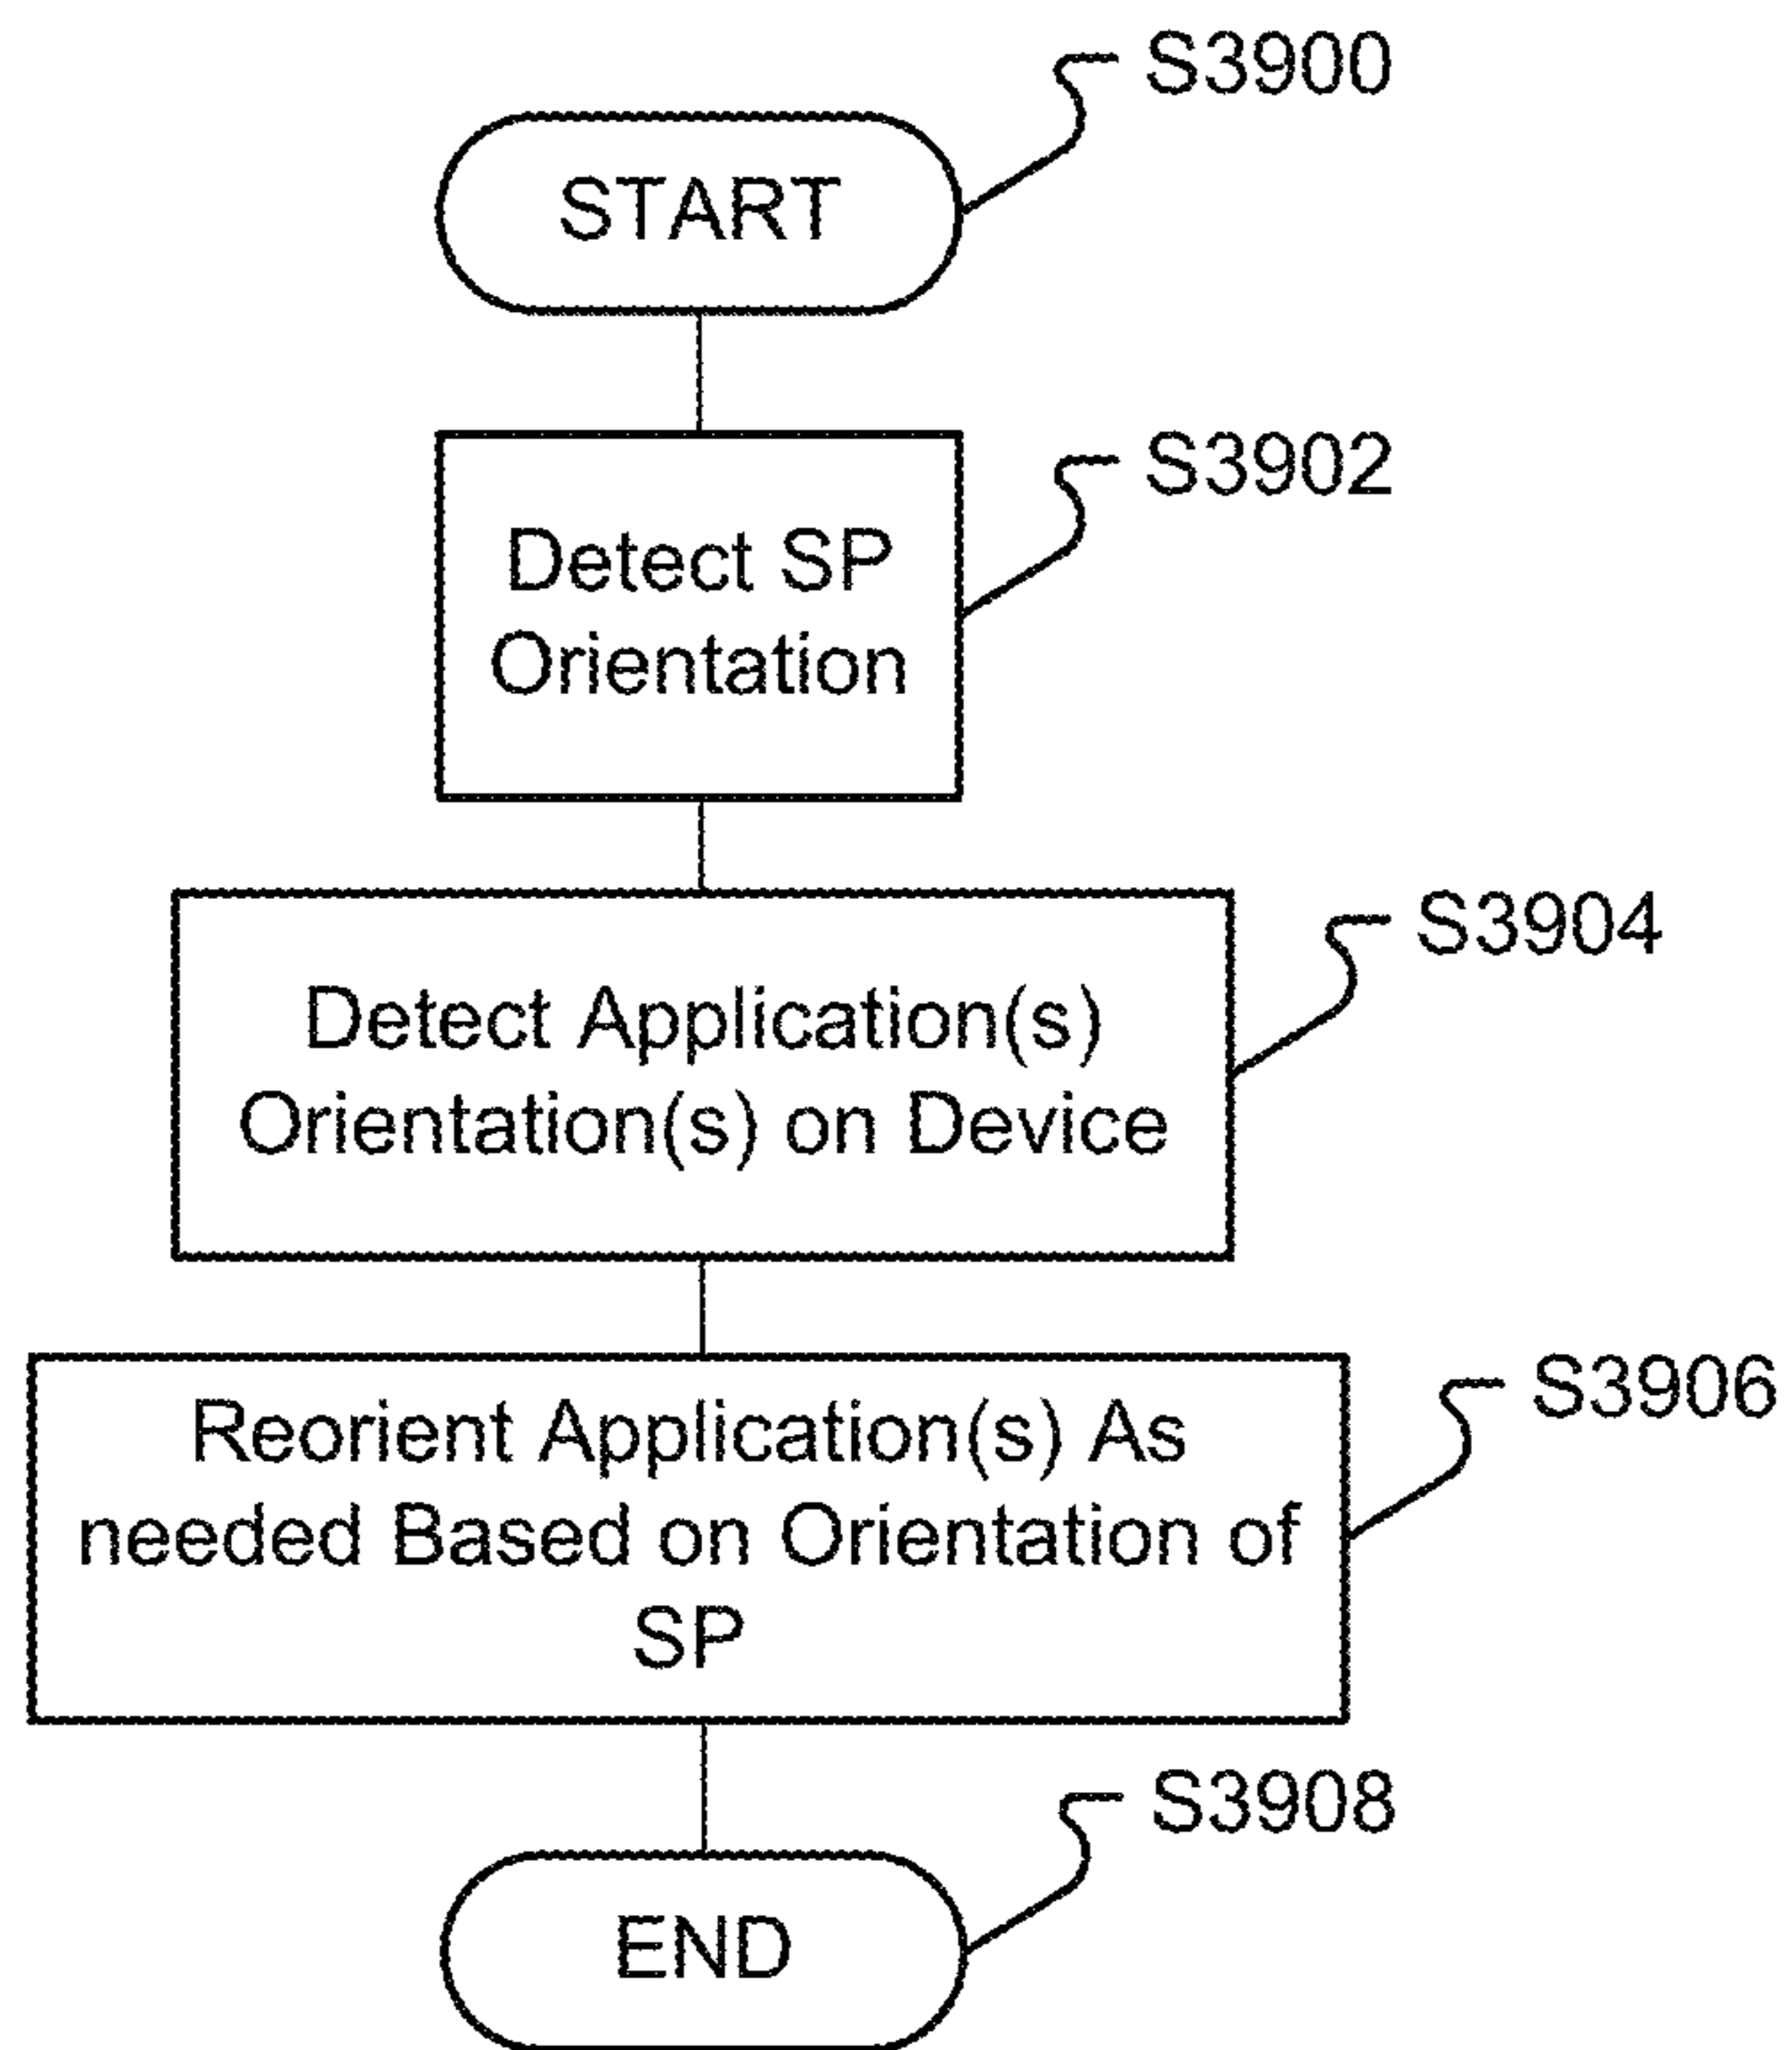 S3900
START
S3902
Detect SP
Orientation
S3904
Detect Application(s)
Orientation(s) on Device
S3906
Reorient Application(s) As
needed Based on Orientation of
SP
S3908
END